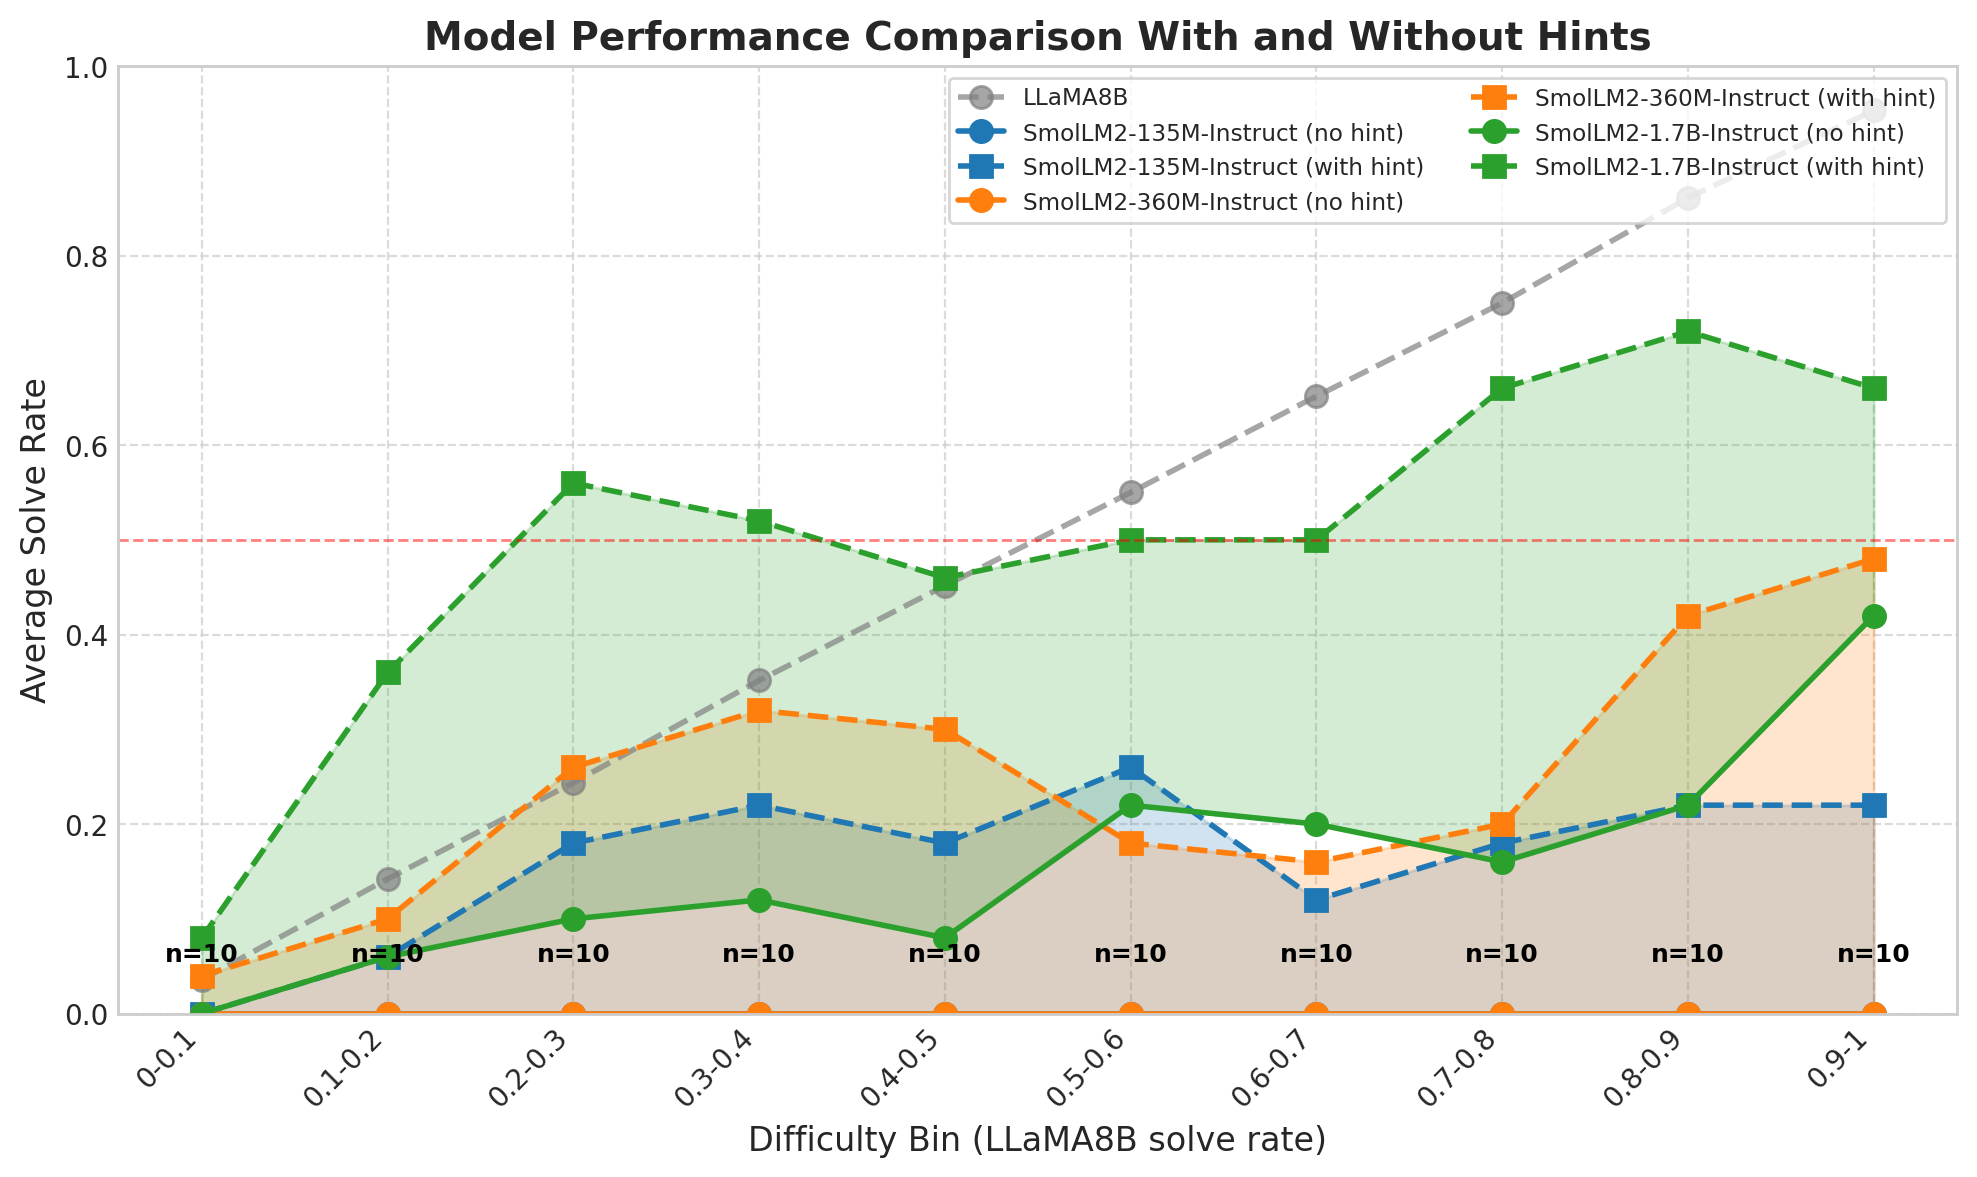 Model Performance Comparison With and Without Hints
LLaMA8B
SmolLM2-135M-Instruct (no hint)
SmolLM2-135M-Instruct (with hint)
SmolLM2-360M-Instruct (no hint)
SmolLM2-360M-Instruct (with hint)
SmolLM2-1.7B-Instruct (no hint)
SmolLM2-1.7B-Instruct (with hint)
Average Solve Rate
1.0
0.8
0.6
0.4
0.2
0.0
n=10 n=10 n=10 n=10 n=10 n=10 n=10 n=10 n=10 n=10
0-0.1 0.1-0.2 0.2-0.3 0.3-0.4 0.4-0.5 0.5-0.6 0.6-0.7 0.7-0.8 0.8-0.9 0.9-1
Difficulty Bin (LLaMA8B solve rate)